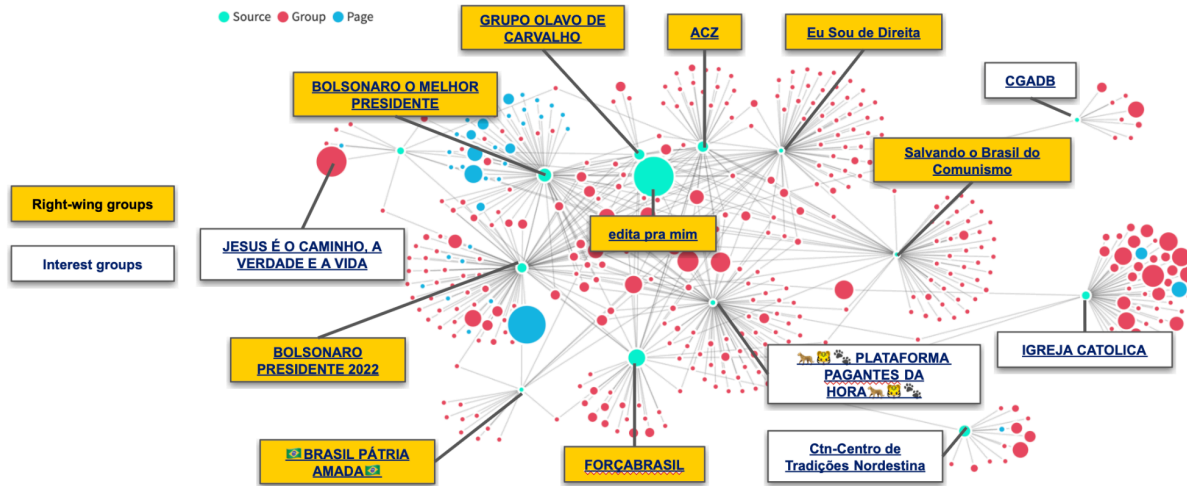 Source Group Page
GRUPO OLAVO DE
CARVALHO
ACZ
Eu Sou de Direita
CGADB
BOLSONARO O MELHOR
PRESIDENTE
Salvando o Brasil do
Comunismo
Right-wing groups
Interest groups
JESUS É O CAMINHO, A
VERDADE E A VIDA
edita pra mim
BOLSONARO
PRESIDENTE 2022
🐆🐯🐾 PLATAFORMA
PAGANTES DA
HORA🐆🐯🐾
IGREJA CATOLICA
🇧🇷BRASIL PÁTRIA
AMADA🇧🇷
FORÇABRASIL
Ctn-Centro de
Tradições Nordestina